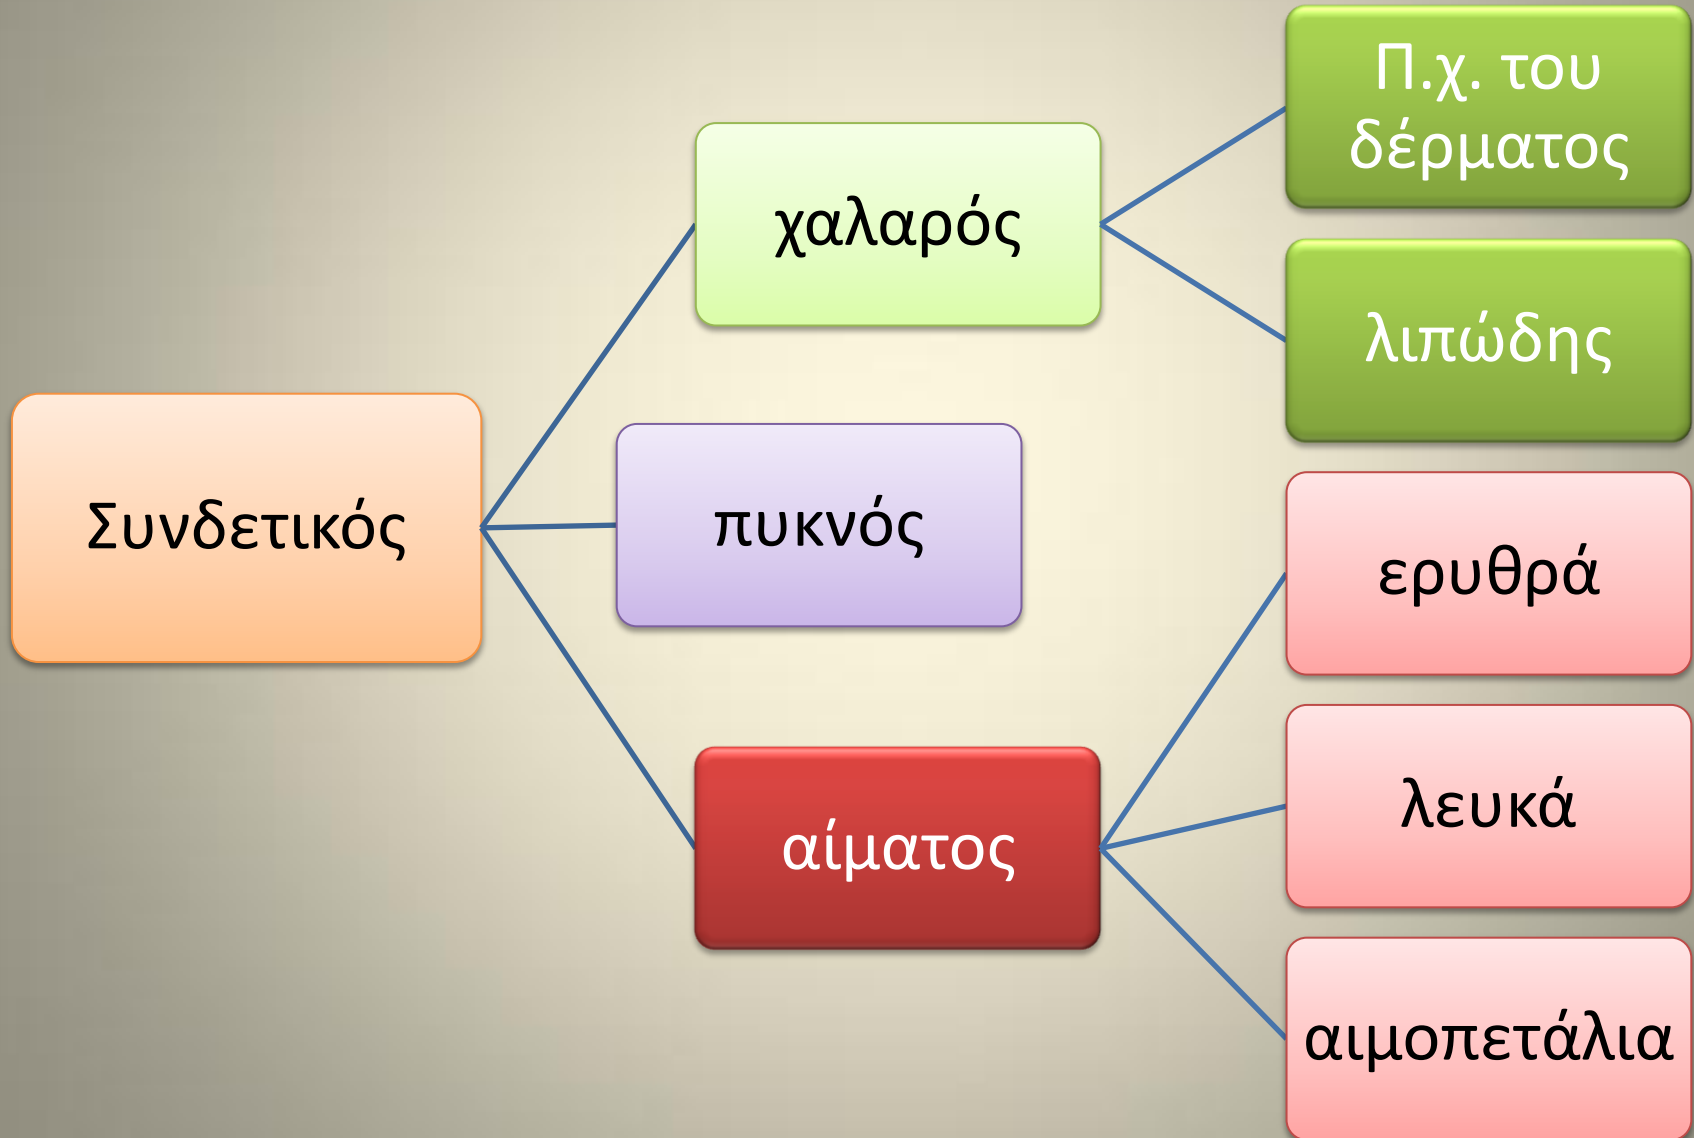 Συνδετικός
χαλαρός
Π.χ. του
δέρματος
λιπώδης
πυκνός
αίματος
ερυθρά
λευκά
αιμοπετάλια